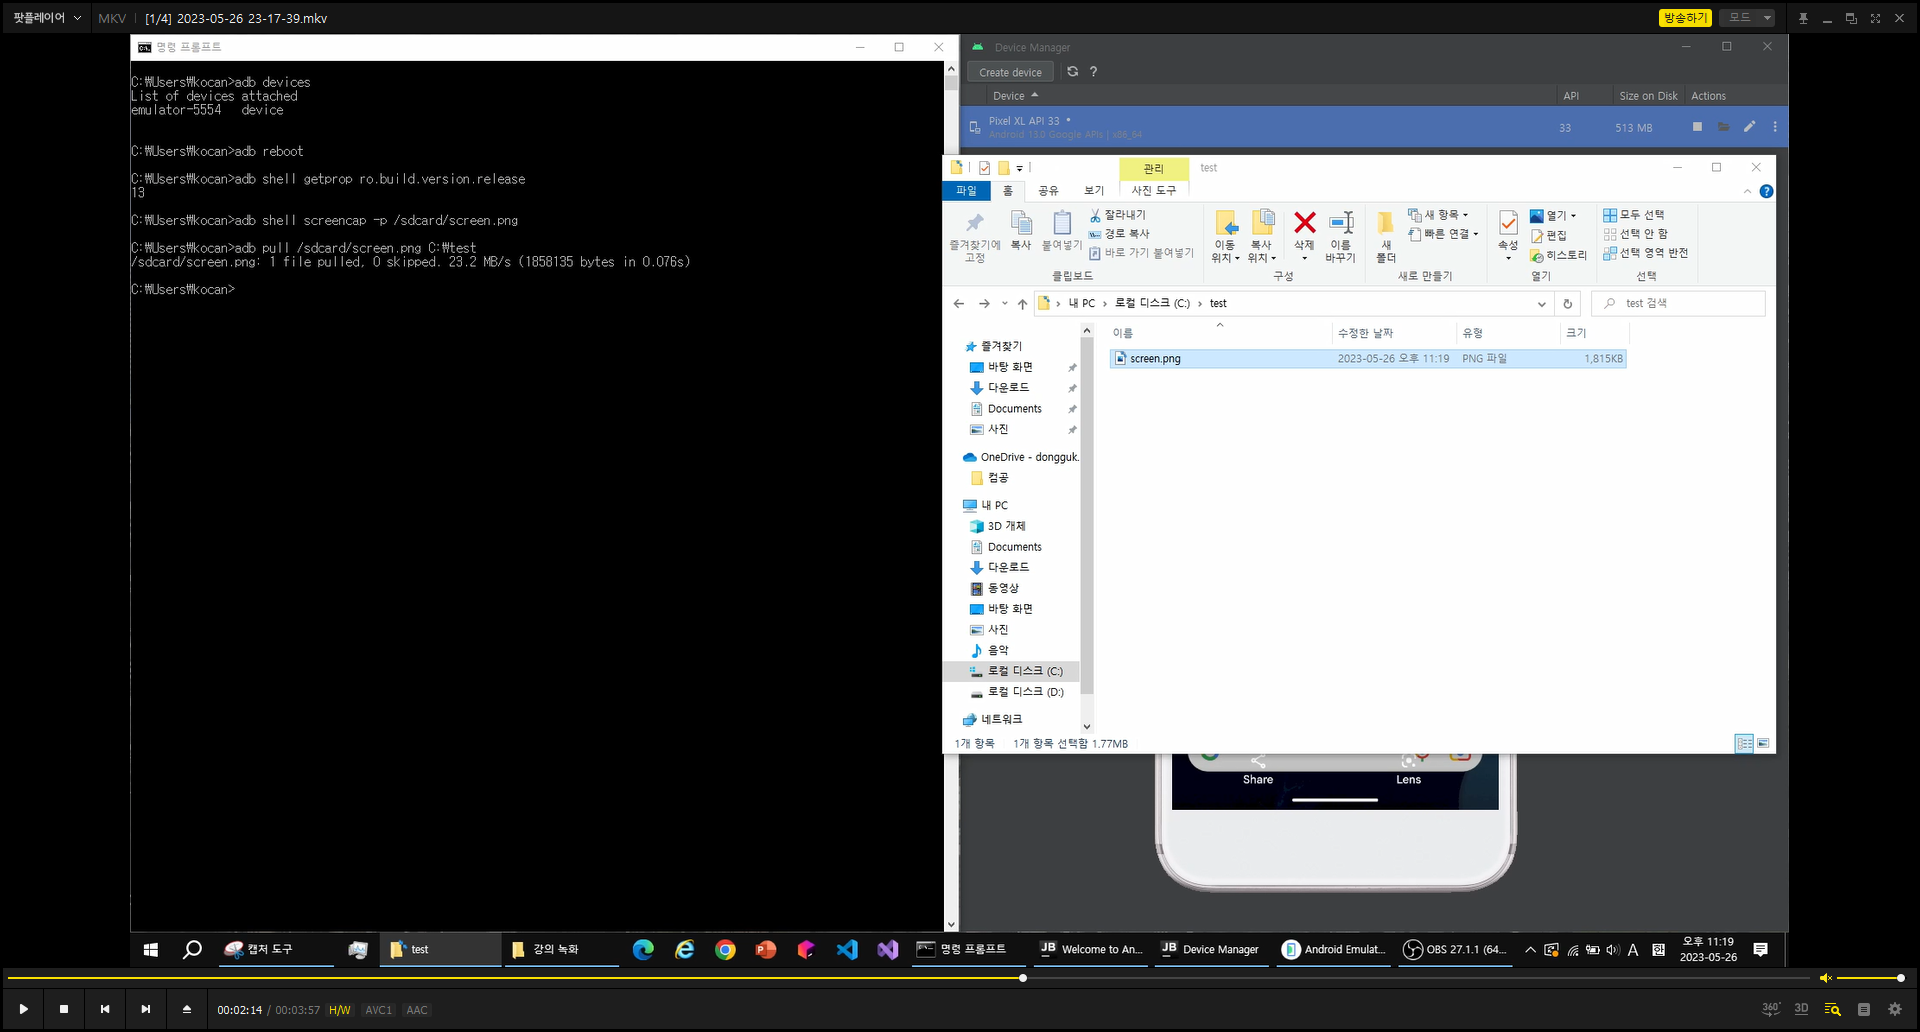 팟플레이어
MKV
[1/4] 2023-05-26 23-17-39.mkv
방송하기
모드
명령 프롬프트
C:₩Users₩kocan>adb devices
List of devices attached
emulator-5554 device
C:₩Users₩kocan>adb reboot
C:₩Users₩kocan>adb shell getprop ro.build.version.release
13
C:₩Users₩kocan>adb shell screencap -p /sdcard/screen.png
C:₩Users₩kocan>adb pull /sdcard/screen.png C:₩test
/sdcard/screen.png: 1 file pulled, 0 skipped. 23.2 MB/s (1858135 bytes in 0.076s)
C:₩Users₩kocan>
Device Manager
Create device
?
Device API Size on Disk Actions
Pixel XL API 33 33 513 MB
Android 13.0 Google APIs | x86_64
관리 test
파일 홈 공유 보기 사진 도구
즐겨찾기에 고정
복사
붙여넣기
잘라내기
경로 복사
바로 가기 붙여넣기
클립보드
이동 위치
복사 위치
삭제
이름 바꾸기
구성
새 폴더
새 항목
빠른 연결
새로 만들기
속성
열기
편집
히스토리
열기
모두 선택
선택 안 함
선택 영역 반전
선택
내 PC > 로컬 디스크 (C:) > test
test 검색
이름 수정한 날짜 유형 크기
screen.png 2023-05-26 오후 11:19 PNG 파일 1,815KB
즐겨찾기
바탕 화면
다운로드
Documents
사진
OneDrive - dongguk.
컴공
내 PC
3D 개체
Documents
다운로드
동영상
바탕 화면
사진
음악
로컬 디스크 (C:)
로컬 디스크 (D:)
네트워크
1개 항목 1개 항목 선택함 1.77MB
Share Lens
캡처 도구
test
강의 녹화
명령 프롬프트
JB Welcome to An...
JB Device Manager
Android Emulat...
OBS 27.1.1 (64...
A
한
오후 11:19
2023-05-26
00:02:14 / 00:03:57 H/W AVC1 AAC
360°
3D